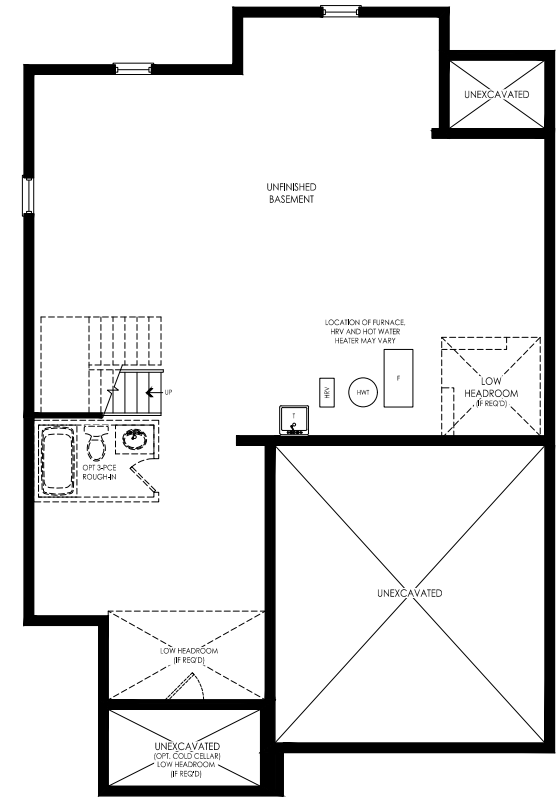 UNEXCAVATED
UNFINISHED
BASEMENT
LOCATION OF FURNACE,
HRV AND HOT WATER
HEATER MAY VARY
UP
HRV
HWT
F
T
LOW
HEADROOM
(IF REQ'D)
OPT 3-PCE
ROUGH-IN
UNEXCAVATED
LOW HEADROOM
(IF REQ'D)
UNEXCAVATED
(OPT. COLD CELLAR)
LOW HEADROOM
(IF REQ'D)